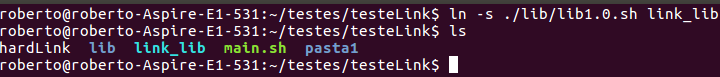 roberto@roberto-Aspire-E1-531:~/testes/testeLink$ ln -s ./lib/lib1.0.sh link_lib
roberto@roberto-Aspire-E1-531:~/testes/testeLink$ ls
hardLink  lib  link_lib  main.sh  pasta1
roberto@roberto-Aspire-E1-531:~/testes/testeLink$